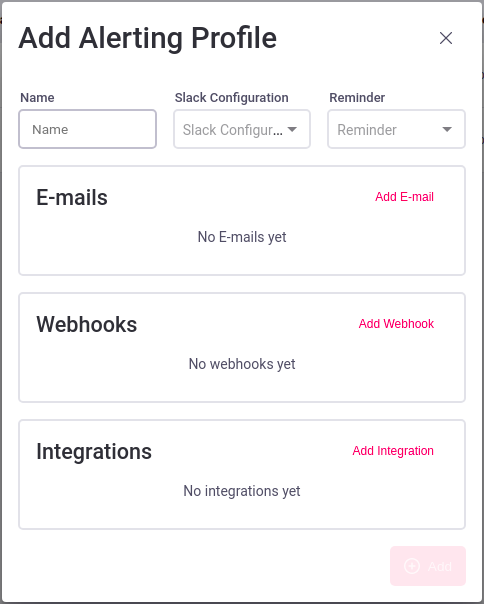 Add Alerting Profile
Name Slack Configuration Reminder
Name Slack Configur... Reminder
E-mails Add E-mail
No E-mails yet
Webhooks Add Webhook
No webhooks yet
Integrations Add Integration
No integrations yet
Add